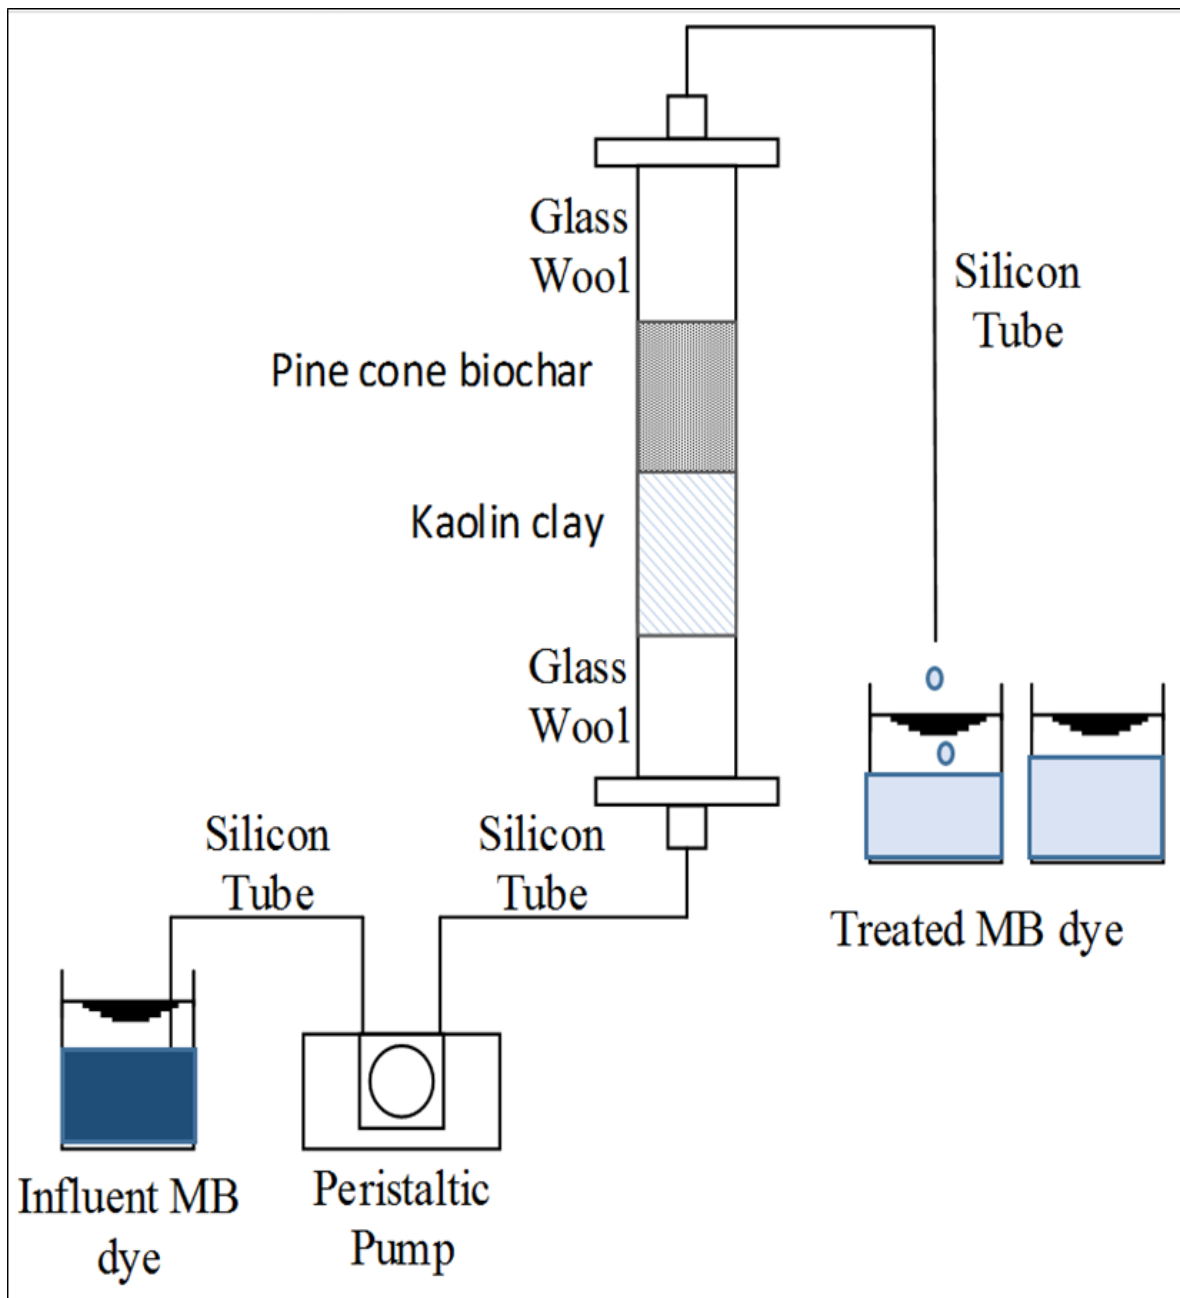 Glass
Wool
Silicon
Tube
Pine cone biochar
Kaolin clay
Glass
Wool
Silicon
Tube
Silicon
Tube
Treated MB dye
Influent MB
dye
Peristaltic
Pump